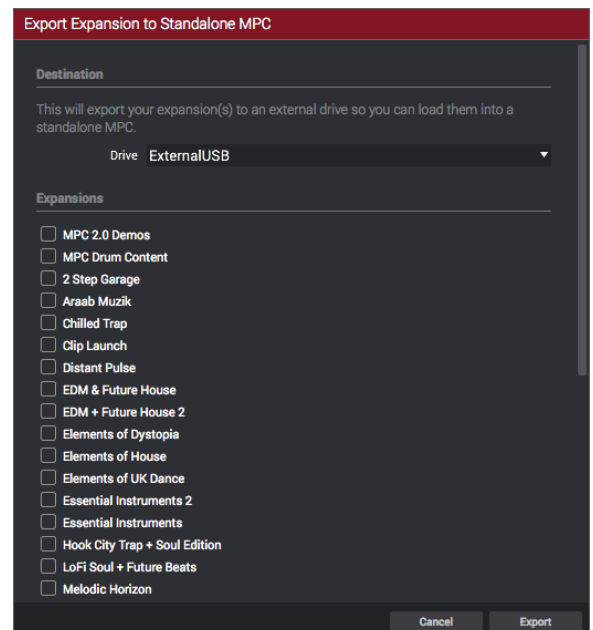 Export Expansion to Standalone MPC
Destination
This will export your expansion(s) to an external drive so you can load them into a
standalone MPC.
Drive ExternalUSB
Expansions
MPC 2.0 Demos
MPC Drum Content
2 Step Garage
Araab Muzik
Chilled Trap
Clip Launch
Distant Pulse
EDM & Future House
EDM + Future House 2
Elements of Dystopia
Elements of House
Elements of UK Dance
Essential Instruments 2
Essential Instruments
Hook City Trap + Soul Edition
LoFi Soul + Future Beats
Melodic Horizon
Cancel Export